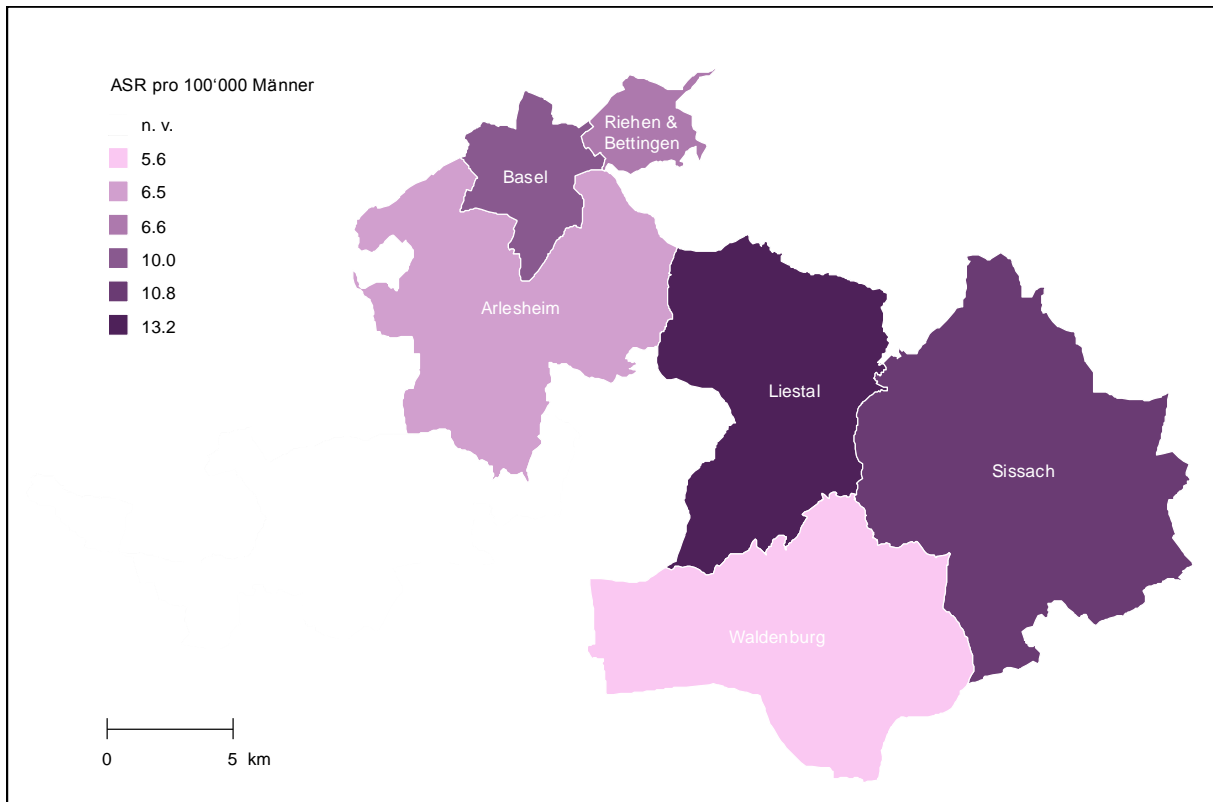 ASR pro 100‘000 Männer
n. v.
5.6
6.5
6.6
10.0
10.8
13.2
Riehen &
Bettingen
Basel
Arlesheim
Liestal
Sissach
Waldenburg
0 5 km